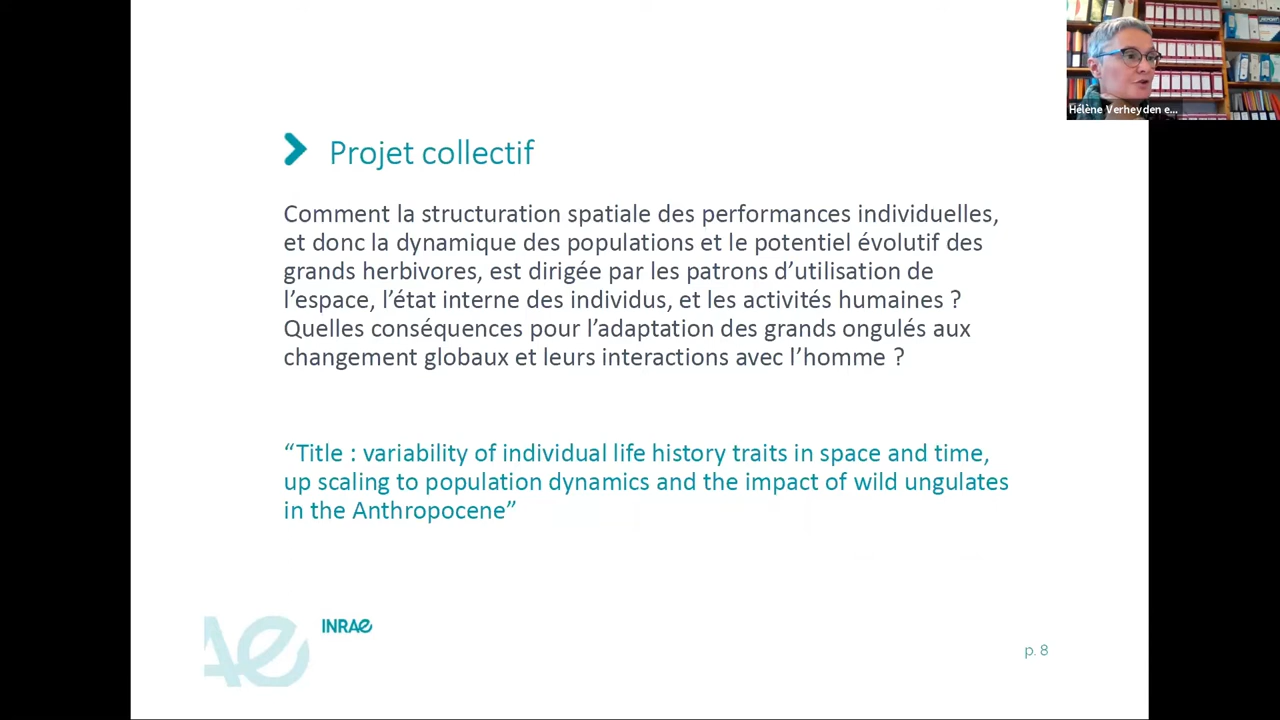 Hélène Verheyden e...
Projet collectif
Comment la structuration spatiale des performances individuelles,
et donc la dynamique des populations et le potentiel évolutif des
grands herbivores, est dirigée par les patrons d’utilisation de
l’espace, l’état interne des individus, et les activités humaines ?
Quelles conséquences pour l’adaptation des grands ongulés aux
changement globaux et leurs interactions avec l’homme ?
“Title : variability of individual life history traits in space and time,
up scaling to population dynamics and the impact of wild ungulates
in the Anthropocene”
INRAE
p. 8